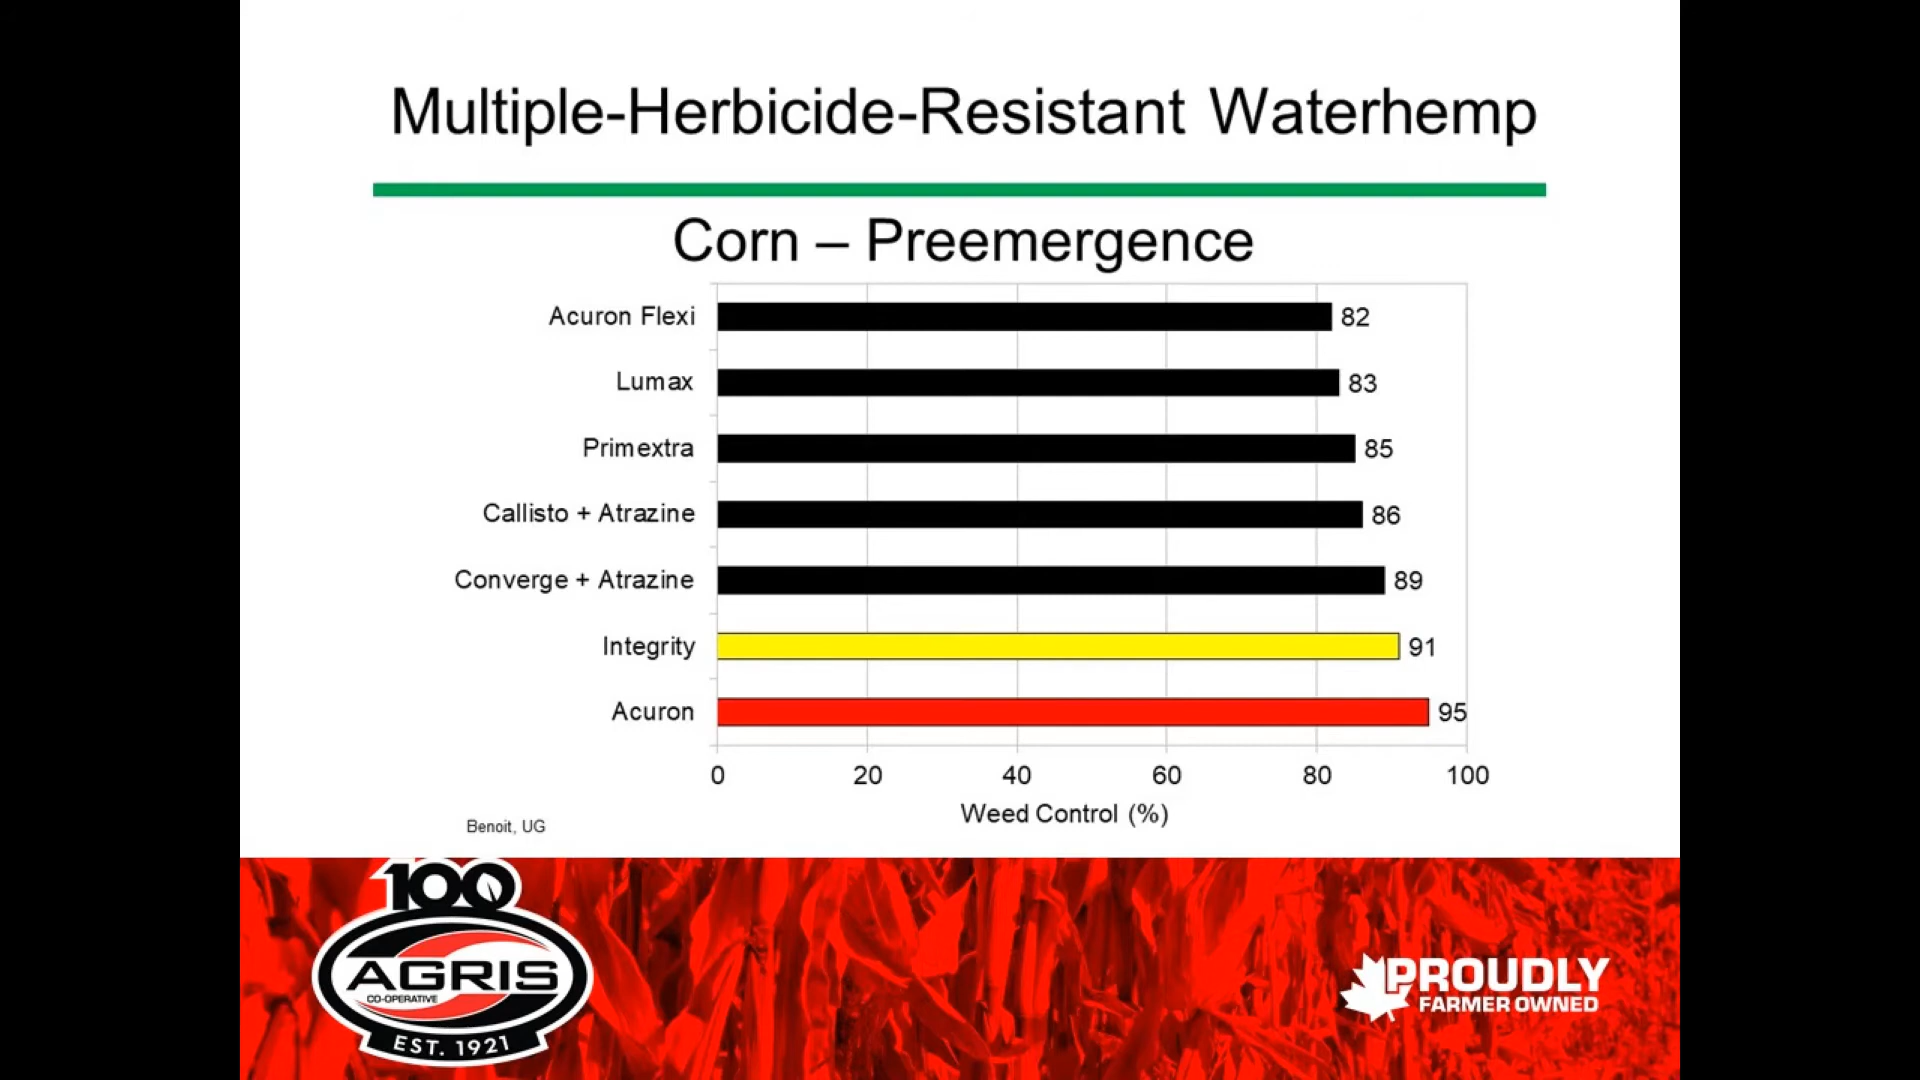 Multiple-Herbicide-Resistant Waterhemp
Corn – Preemergence
Acuron Flexi 82
Lumax 83
Primextra 85
Callisto + Atrazine 86
Converge + Atrazine 89
Integrity 91
Acuron 95
0 20 40 60 80 100
Weed Control (%)
Benoit, UG
100
AGRIS
CO-OPERATIVE
EST. 1921
PROUDLY
FARMER OWNED